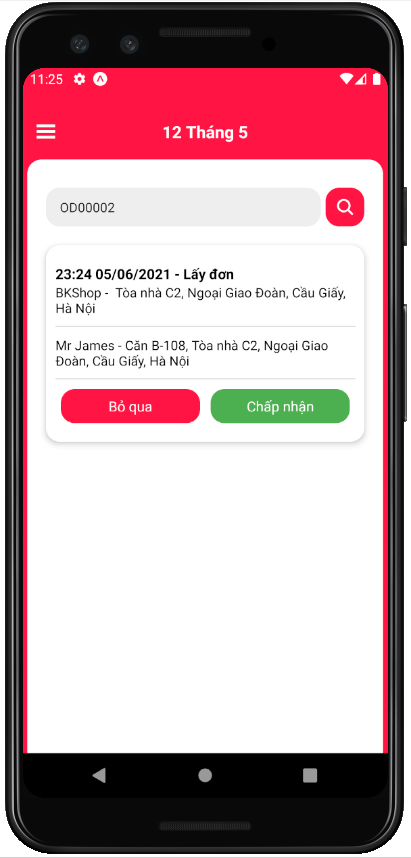 11:25
12 Tháng 5
OD00002
23:24 05/06/2021 - Lấy đơn
BKShop - Tòa nhà C2, Ngoại Giao Đoàn, Cầu Giấy,
Hà Nội
Mr James - Căn B-108, Tòa nhà C2, Ngoại Giao
Đoàn, Cầu Giấy, Hà Nội
Bỏ qua
Chấp nhận